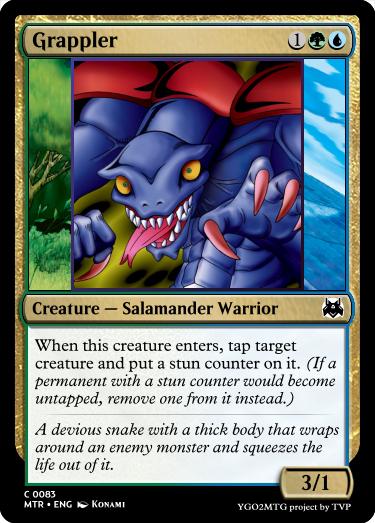 Grappler
1
Creature — Salamander Warrior
When this creature enters, tap target
creature and put a stun counter on it. (If a
permanent with a stun counter would become
untapped, remove one from it instead.)
A devious snake with a thick body that wraps
around an enemy monster and squeezes the
life out of it.
3/1
C 0083
MTR • ENG Konami
YGO2MTG project by TVP